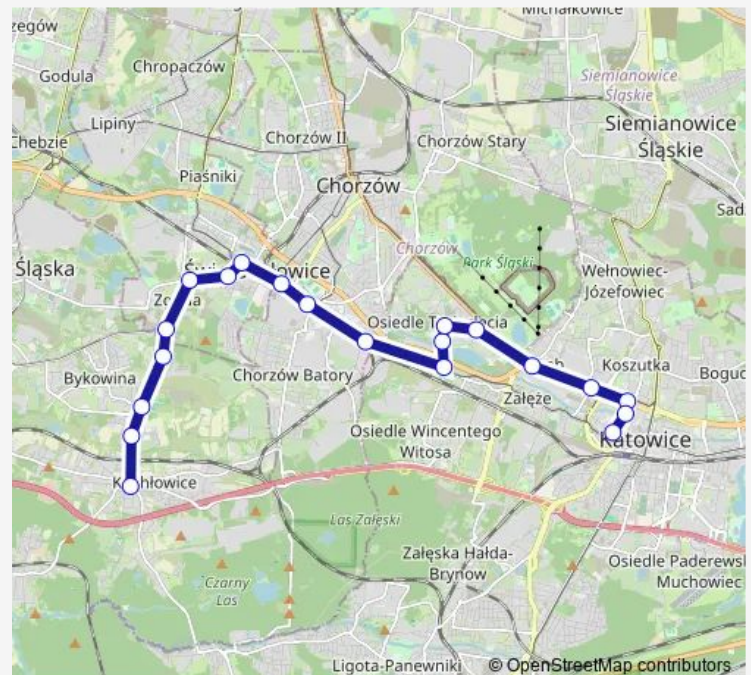 Michałkowice
zegów
Godula
Chropaczów
Siemianowice
Śląskie
Lipiny
Chebzie
Chorzów II
Chorzów Stary
Siemianowice
Śląskie
Piaśniki
Chorzów
Sad
Chorzów
Park Śląski
Śląska
Wełnowiec-
Józefowiec
Osiedle
Bykowina
Chorzów Batory
Koszutka
Boguc
Załęże
Osiedle Wincentego
Witosa
Katowice
Las Załęski
Załęska Hałda-
Brynow
Czarny
Las
Osiedle Paderews
Muchowiec
Ligota-Panewniki
© OpenStreetMap contributors